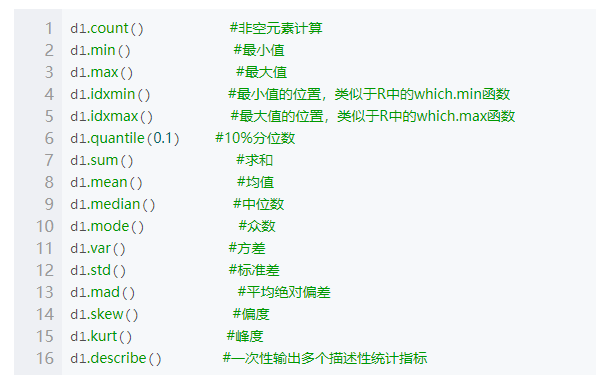 1 d1.count() #非空元素计算
2 d1.min() #最小值
3 d1.max() #最大值
4 d1.idxmin() #最小值的位置，类似于R中的which.min函数
5 d1.idxmax() #最大值的位置，类似于R中的which.max函数
6 d1.quantile(0.1) #10%分位数
7 d1.sum() #求和
8 d1.mean() #均值
9 d1.median() #中位数
10 d1.mode() #众数
11 d1.var() #方差
12 d1.std() #标准差
13 d1.mad() #平均绝对偏差
14 d1.skew() #偏度
15 d1.kurt() #峰度
16 d1.describe() #一次性输出多个描述性统计指标